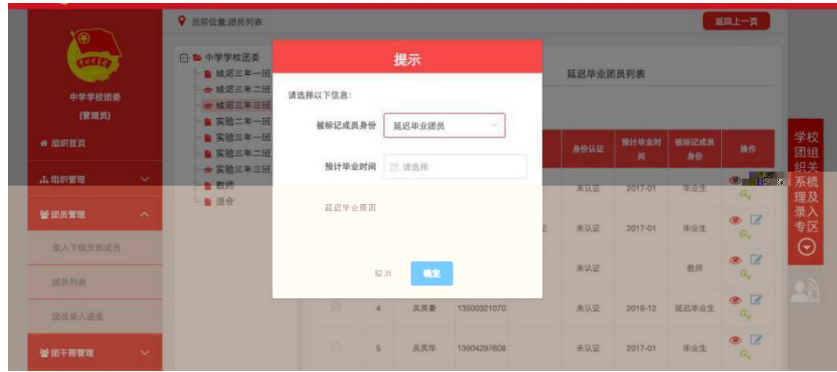 当前位置:团员列表
返回上一页
中学学校团委
(管理员)
组织首页
组织管理
团员管理
录入下级支部成员
团员列表
团员录入进度
团干部管理
中学学校团委
城郊三年一班
城郊三年二班
城郊三年三班
实验二年一班
实验三年一班
实验三年二班
实验三年三班
教师
混合
提示
请选择以下信息:
被标记成员身份
延迟毕业团员
预计毕业时间
请选择
延迟毕业原因
取消
确定
延迟毕业团员列表
身份认证 预计毕业时间 被标记成员身份 操作
未认证 2017-01 毕业生
未认证 2017-01 毕业生
未认证 教师
4 吴英豪 13500321070 未认证 2019-12 延迟毕业生
5 吴英华 13904297608 未认证 2017-01 毕业生
学校
团组
织关
系梳
理及
录入
专区